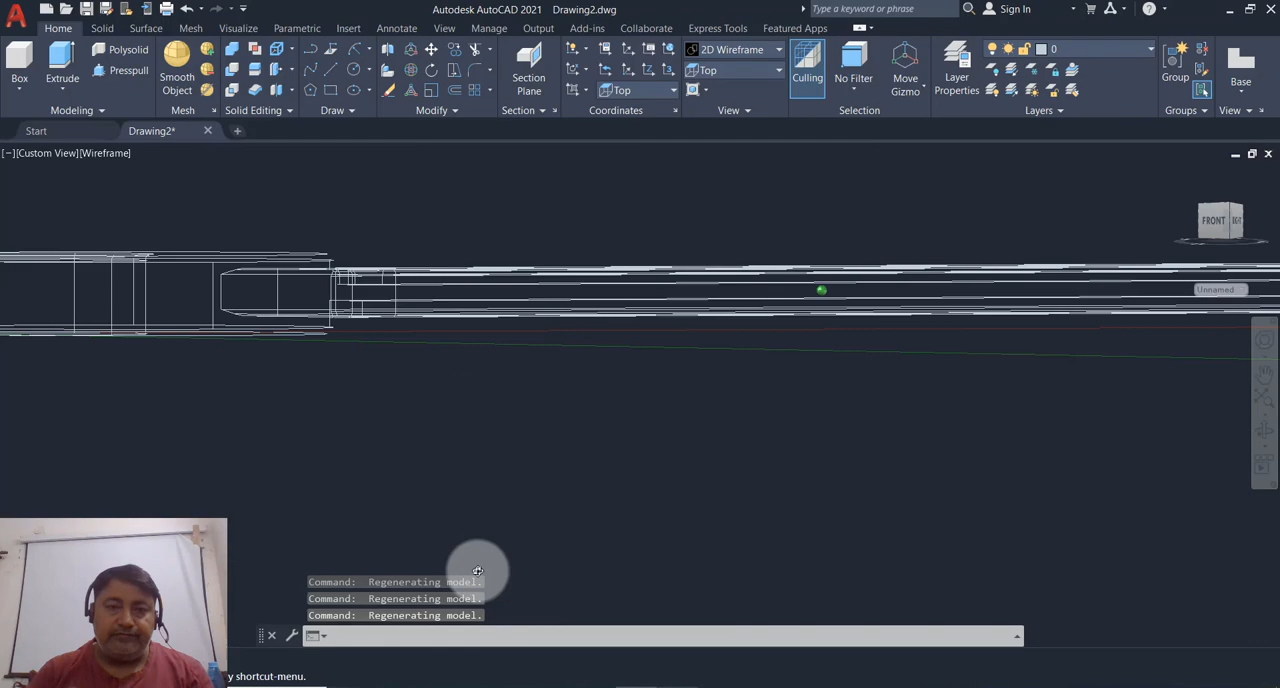 Autodesk AutoCAD 2021 Drawing2.dwg
Type a keyword or phrase
Sign In
Home Solid Surface Mesh Visualize Parametric Insert Annotate View Manage Output Add-ins Collaborate Express Tools Featured Apps
Polysolid
Presspull
Box
Extrude
Smooth Object
Section Plane
Top
2D Wireframe
Top
Culling
No Filter
Move Gizmo
Layer Properties
0
Group
Base
Modeling
Mesh
Solid Editing
Draw
Modify
Section
Coordinates
View
Selection
Layers
Groups
View
Start
Drawing2*
[−][Custom View][Wireframe]
FRONT
Unnamed
Command: Regenerating model.
Command: Regenerating model.
Command: Regenerating model.
y shortcut-menu.